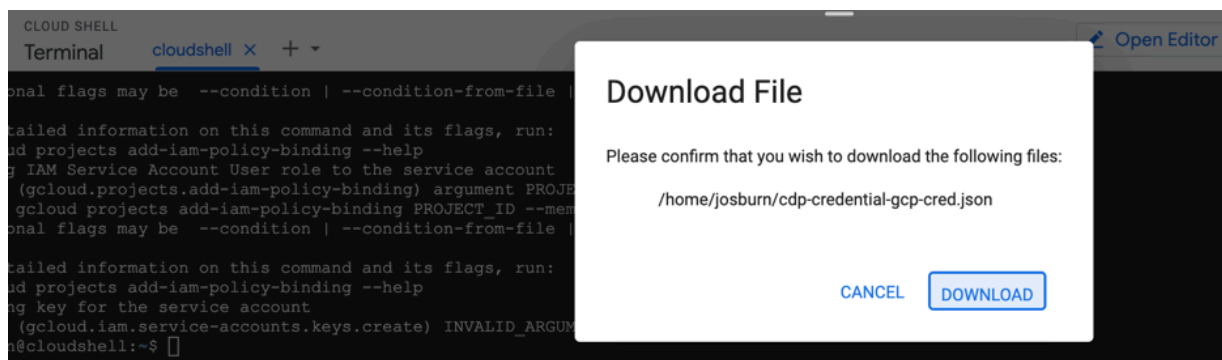 CLOUD SHELL
Terminal
cloudshell
Open Editor
onal flags may be --condition | --condition-from-file |
tailed information on this command and its flags, run:
ud projects add-iam-policy-binding --help
g IAM Service Account User role to the service account
(gcloud.projects.add-iam-policy-binding) argument PROJE
gcloud projects add-iam-policy-binding PROJECT_ID --mem
onal flags may be --condition | --condition-from-file |
tailed information on this command and its flags, run:
ud projects add-iam-policy-binding --help
ng key for the service account
(gcloud.iam.service-accounts.keys.create) INVALID_ARGUM
n@cloudshell:~$
Download File
Please confirm that you wish to download the following files:
/home/josburn/cdp-credential-gcp-cred.json
CANCEL
DOWNLOAD